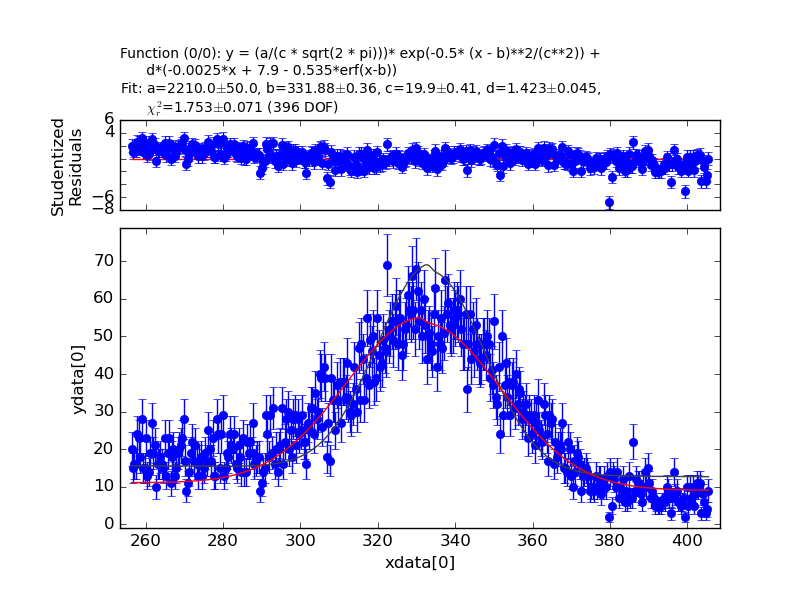 Function (0/0): y = (a/(c * sqrt(2 * pi)))* exp(-0.5* (x - b)**2/(c**2)) +
d*(-0.0025*x + 7.9 - 0.535*erf(x-b))
Fit: a=2210.0±50.0, b=331.88±0.36, c=19.9±0.41, d=1.423±0.045,
χ²ᵣ=1.753±0.071 (396 DOF)
Studentized
Residuals
6
4
−6
−8
ydata[0]
70
60
50
40
30
20
10
0
260 280 300 320 340 360 380 400
xdata[0]